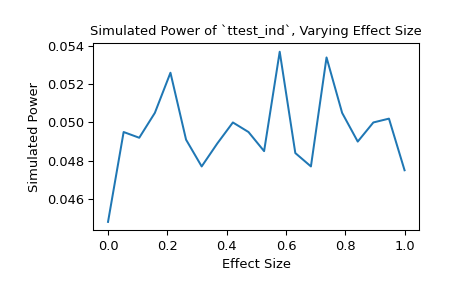 Simulated Power of `ttest_ind`, Varying Effect Size
0.054
0.052
0.050
0.048
0.046
Simulated Power
0.0 0.2 0.4 0.6 0.8 1.0
Effect Size